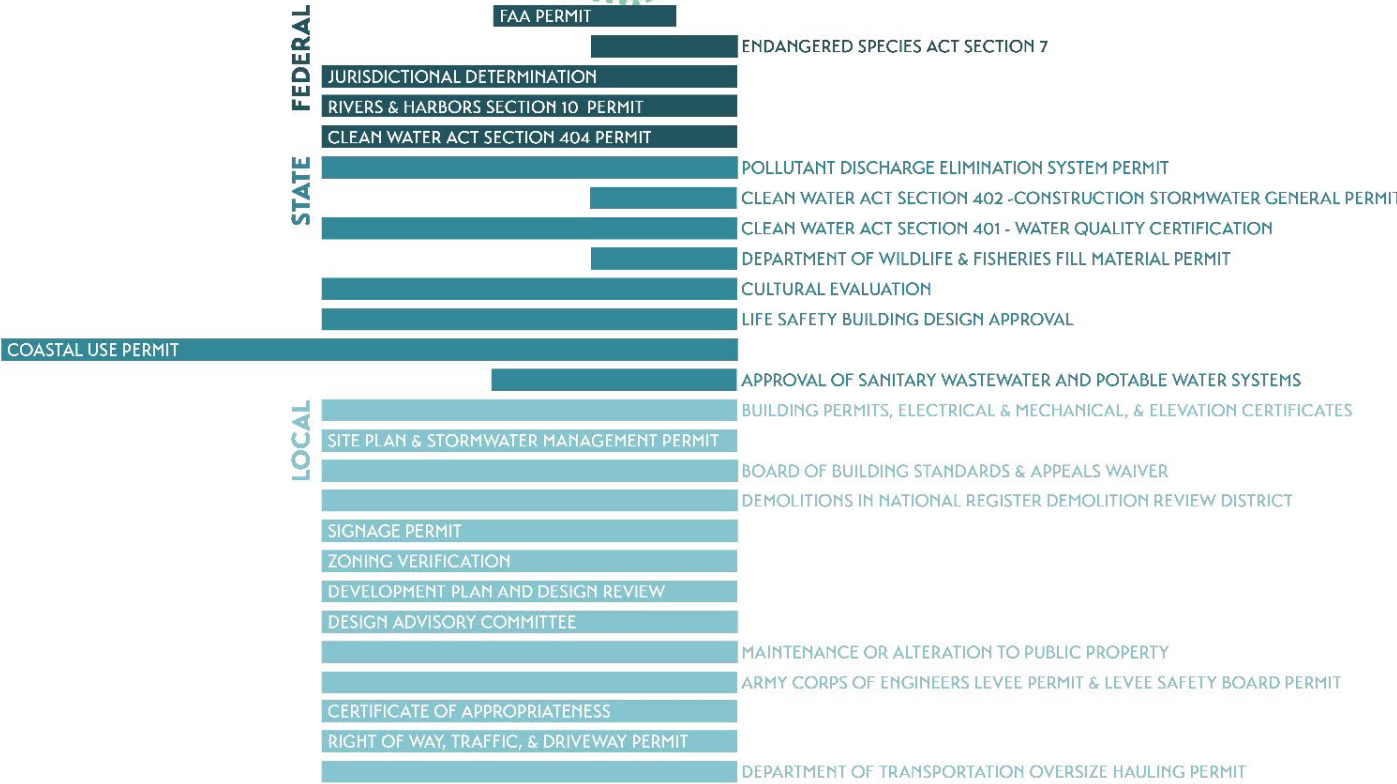 FEDERAL
FAA PERMIT
ENDANGERED SPECIES ACT SECTION 7
JURISDICTIONAL DETERMINATION
RIVERS & HARBORS SECTION 10 PERMIT
CLEAN WATER ACT SECTION 404 PERMIT
STATE
POLLUTANT DISCHARGE ELIMINATION SYSTEM PERMIT
CLEAN WATER ACT SECTION 402 -CONSTRUCTION STORMWATER GENERAL PERMIT
CLEAN WATER ACT SECTION 401 - WATER QUALITY CERTIFICATION
DEPARTMENT OF WILDLIFE & FISHERIES FILL MATERIAL PERMIT
CULTURAL EVALUATION
LIFE SAFETY BUILDING DESIGN APPROVAL
COASTAL USE PERMIT
APPROVAL OF SANITARY WASTEWATER AND POTABLE WATER SYSTEMS
LOCAL
BUILDING PERMITS, ELECTRICAL & MECHANICAL, & ELEVATION CERTIFICATES
SITE PLAN & STORMWATER MANAGEMENT PERMIT
BOARD OF BUILDING STANDARDS & APPEALS WAIVER
DEMOLITIONS IN NATIONAL REGISTER DEMOLITION REVIEW DISTRICT
SIGNAGE PERMIT
ZONING VERIFICATION
DEVELOPMENT PLAN AND DESIGN REVIEW
DESIGN ADVISORY COMMITTEE
MAINTENANCE OR ALTERATION TO PUBLIC PROPERTY
ARMY CORPS OF ENGINEERS LEVEE PERMIT & LEVEE SAFETY BOARD PERMIT
CERTIFICATE OF APPROPRIATENESS
RIGHT OF WAY, TRAFFIC, & DRIVEWAY PERMIT
DEPARTMENT OF TRANSPORTATION OVERSIZE HAULING PERMIT